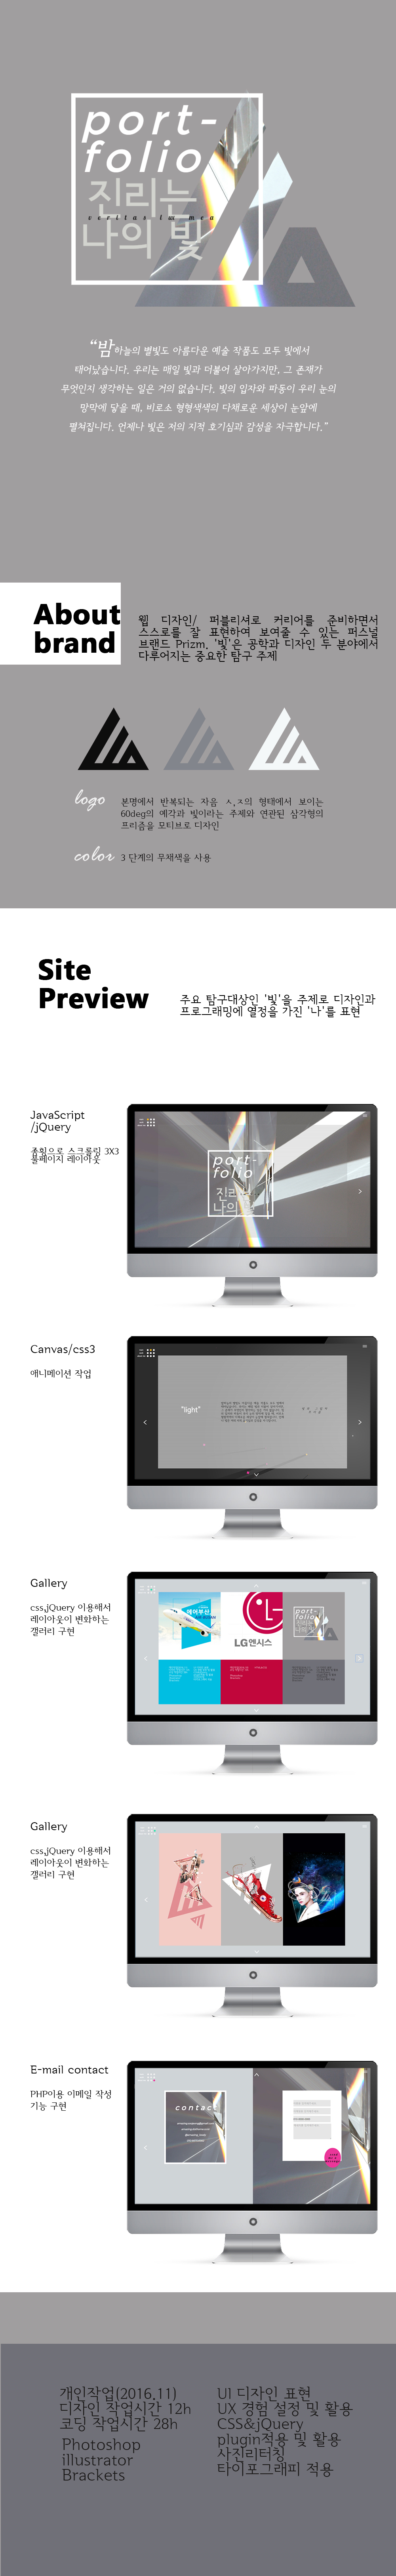 port-
folio
진리는
veritas lux mea
나의 빛
“밤하늘의 별빛도 아름다운 예술 작품도 모두 빛에서
태어났습니다. 우리는 매일 빛과 더불어 살아가지만, 그 존재가
무엇인지 생각하는 일은 거의 없습니다. 빛의 입자와 파동이 우리 눈의
망막에 닿을 때, 비로소 형형색색의 다채로운 세상이 눈앞에
펼쳐집니다. 언제나 빛은 저의 지적 호기심과 감성을 자극합니다.”
About
brand
웹 디자인/ 퍼블리셔로 커리어를 준비하면서
스스로를 잘 표현하여 보여줄 수 있는 퍼스널
브랜드 Prizm. '빛'은 공학과 디자인 두 분야에서
다루어지는 중요한 탐구 주제
logo
본명에서 반복되는 자음 ㅅ,ㅈ의 형태에서 보이는
60deg의 예각과 빛이라는 주제와 연관된 삼각형의
프리즘을 모티브로 디자인
color
3 단계의 무채색을 사용
Site
Preview
주요 탐구대상인 '빛'을 주제로 디자인과
프로그래밍에 열정을 가진 '나'를 표현
JavaScript
/jQuery
종횡으로 스크롤링 3X3
풀페이지 레이아웃
port-
folio
진리는
나의 빛
Canvas/css3
애니메이션 작업
"light"
Gallery
css,jQuery 이용해서
레이아웃이 변화하는
갤러리 구현
에어부산
LG엔시스
port-
folio
진리는
나의 빛
Gallery
css,jQuery 이용해서
레이아웃이 변화하는
갤러리 구현
E-mail contact
PHP이용 이메일 작성
기능 구현
contact
개인작업(2016.11)
디자인 작업시간 12h
코딩 작업시간 28h
Photoshop
illustrator
Brackets
UI 디자인 표현
UX 경험 설정 및 활용
CSS&jQuery
plugin적용 및 활용
사진리터칭
타이포그래피 적용